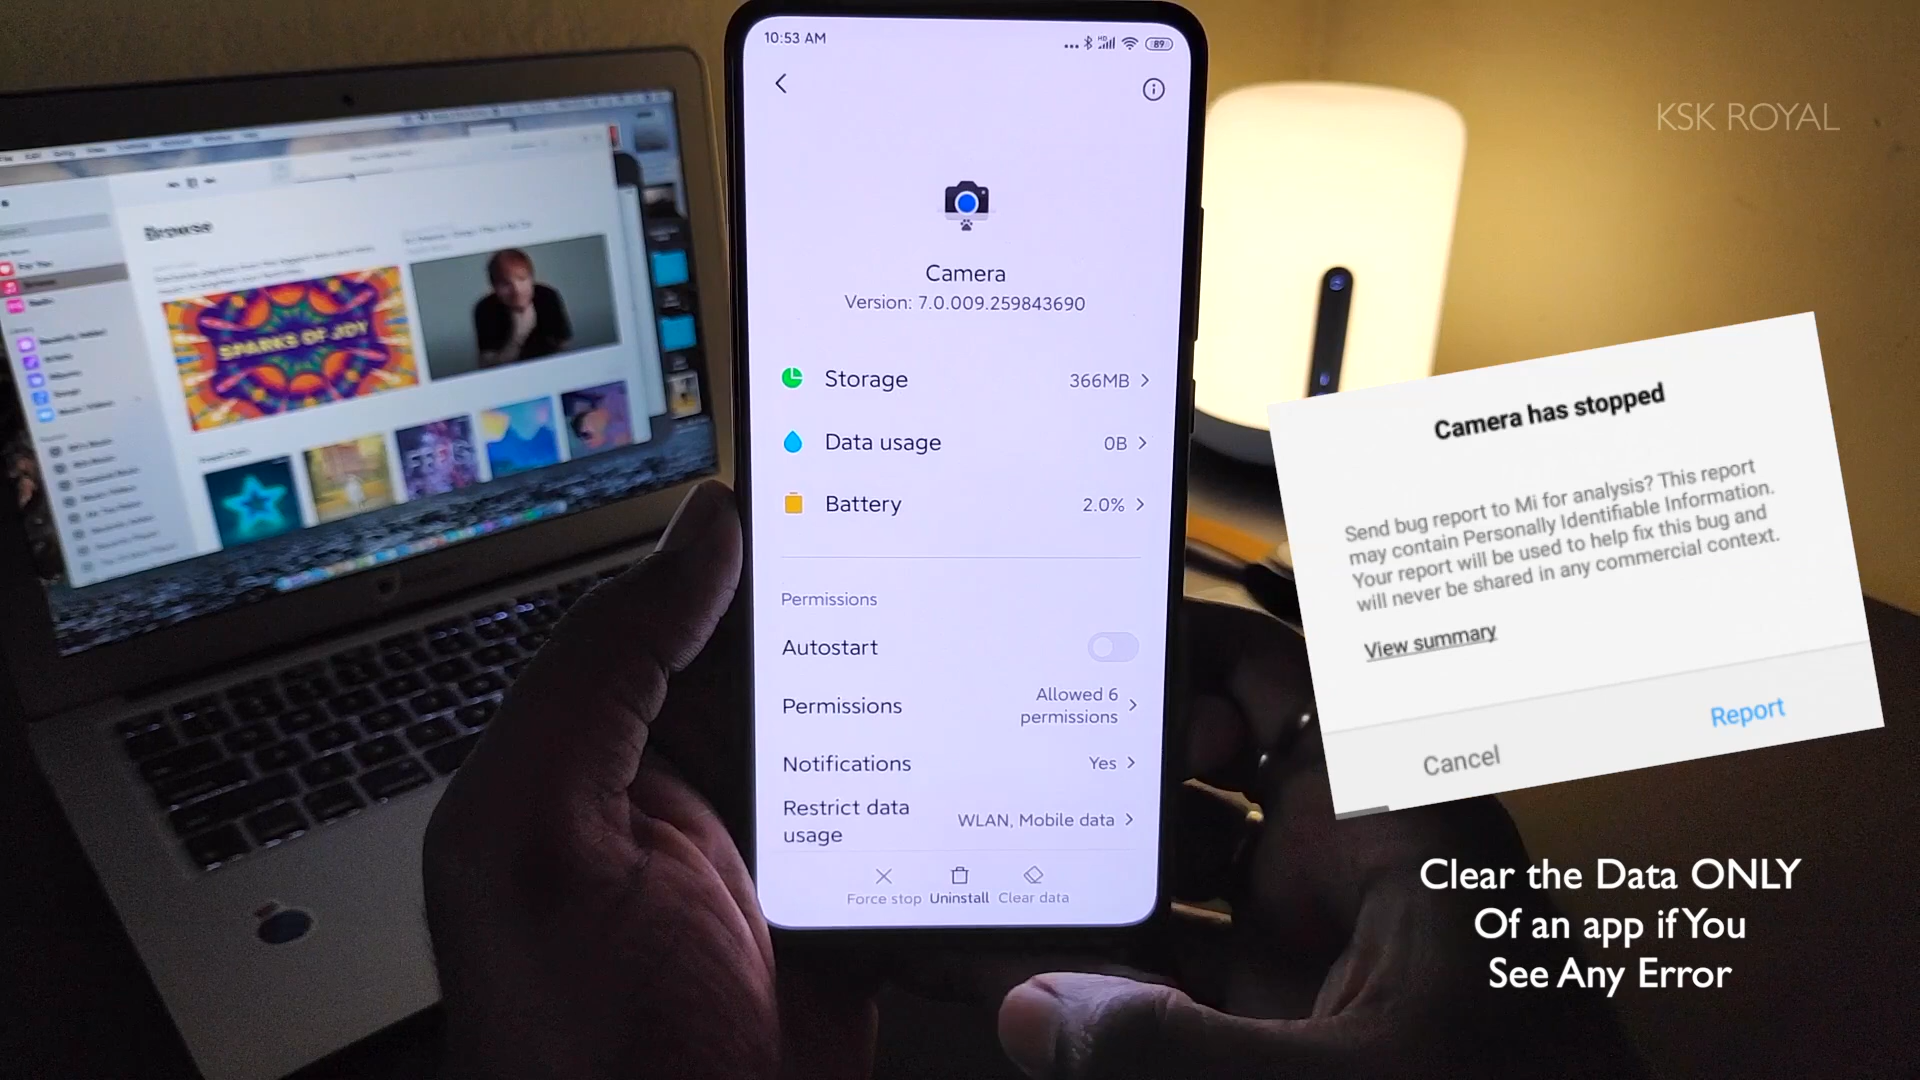 10:53 AM
HD
89
Camera
Version: 7.0.009.259843690
Storage
366MB
Data usage
0B
Battery
2.0%
Permissions
Autostart
Permissions
Allowed 6
permissions
Notifications
Yes
Restrict data
usage
WLAN, Mobile data
Force stop
Uninstall
Clear data
KSK ROYAL
Camera has stopped
Send bug report to Mi for analysis? This report
may contain Personally Identifiable Information.
Your report will be used to help fix this bug and
will never be shared in any commercial context.
View summary
Cancel
Report
Clear the Data ONLY
Of an app if You
See Any Error
Browse
SPARKS OF JOY